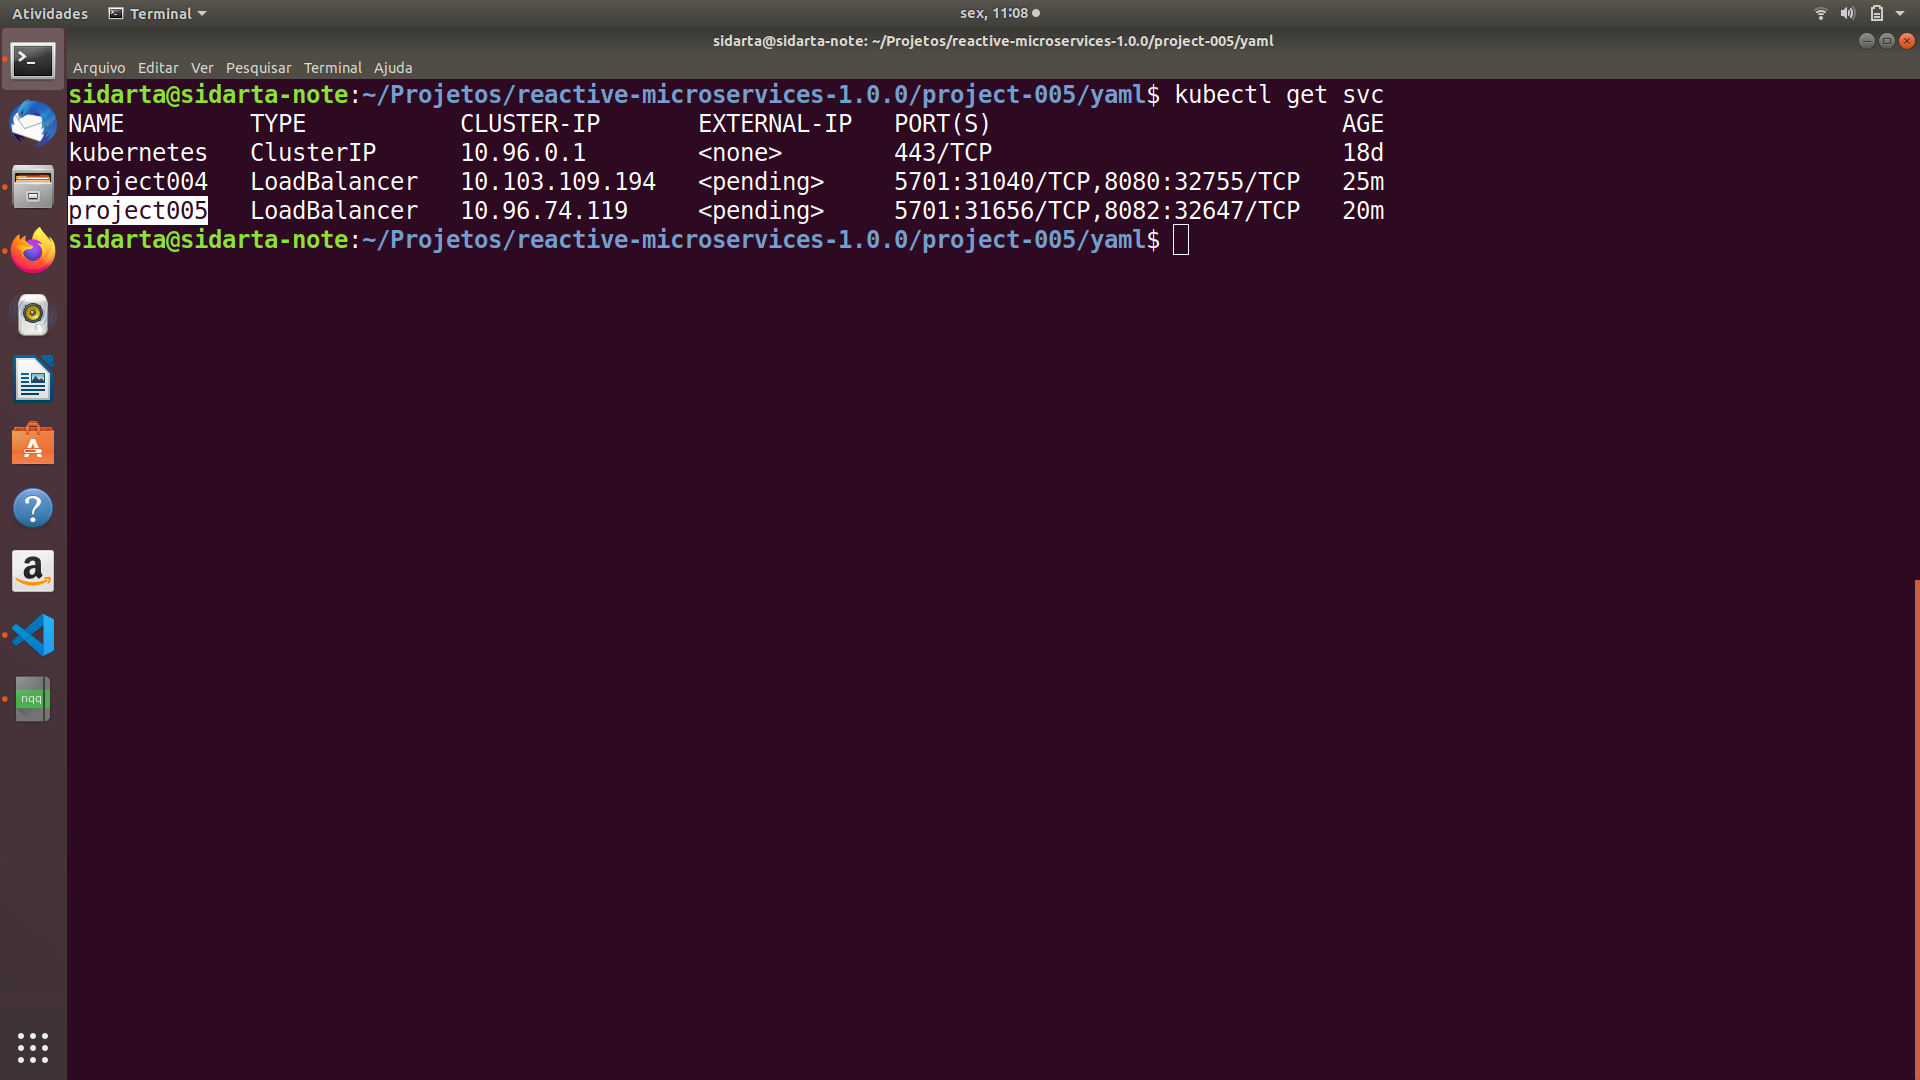 Atividades Terminal sex, 11:08
sidarta@sidarta-note: ~/Projetos/reactive-microservices-1.0.0/project-005/yaml
Arquivo Editar Ver Pesquisar Terminal Ajuda
sidarta@sidarta-note:~/Projetos/reactive-microservices-1.0.0/project-005/yaml$ kubectl get svc
NAME TYPE CLUSTER-IP EXTERNAL-IP PORT(S) AGE
kubernetes ClusterIP 10.96.0.1 <none> 443/TCP 18d
project004 LoadBalancer 10.103.109.194 <pending> 5701:31040/TCP,8080:32755/TCP 25m
project005 LoadBalancer 10.96.74.119 <pending> 5701:31656/TCP,8082:32647/TCP 20m
sidarta@sidarta-note:~/Projetos/reactive-microservices-1.0.0/project-005/yaml$
nqq